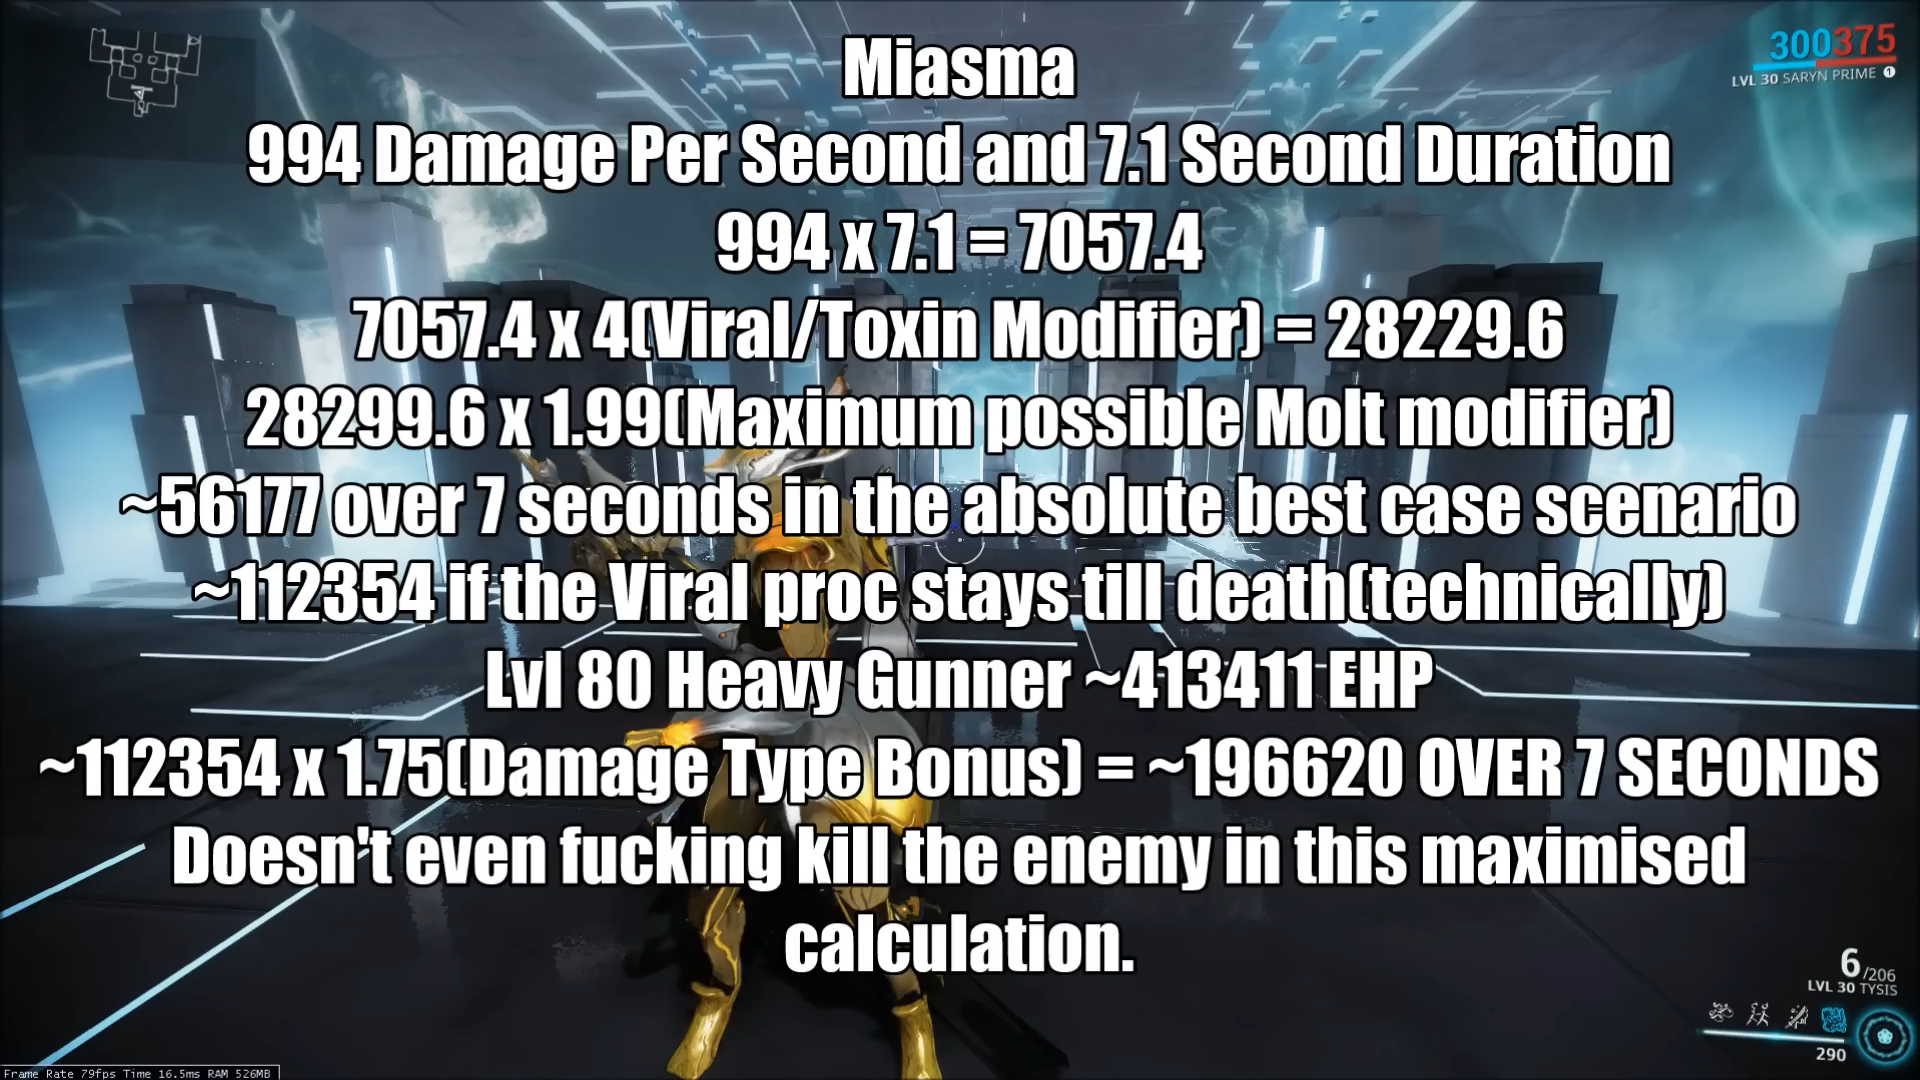 Miasma
994 Damage Per Second and 7.1 Second Duration
994 x 7.1 = 7057.4
7057.4 x 4(Viral/Toxin Modifier) = 28229.6
28299.6 x 1.99(Maximum possible Molt modifier)
~56177 over 7 seconds in the absolute best case scenario
~112354 if the Viral proc stays till death(technically)
Lvl 80 Heavy Gunner ~413411 EHP
~112354 x 1.75(Damage Type Bonus) = ~196620 OVER 7 SECONDS
Doesn't even fucking kill the enemy in this maximised
calculation.
300 375
LVL 30 SARYN PRIME 1
6/206
LVL 30 TYSIS
290
Frame Rate 79fps Time 16.5ms RAM 526MB